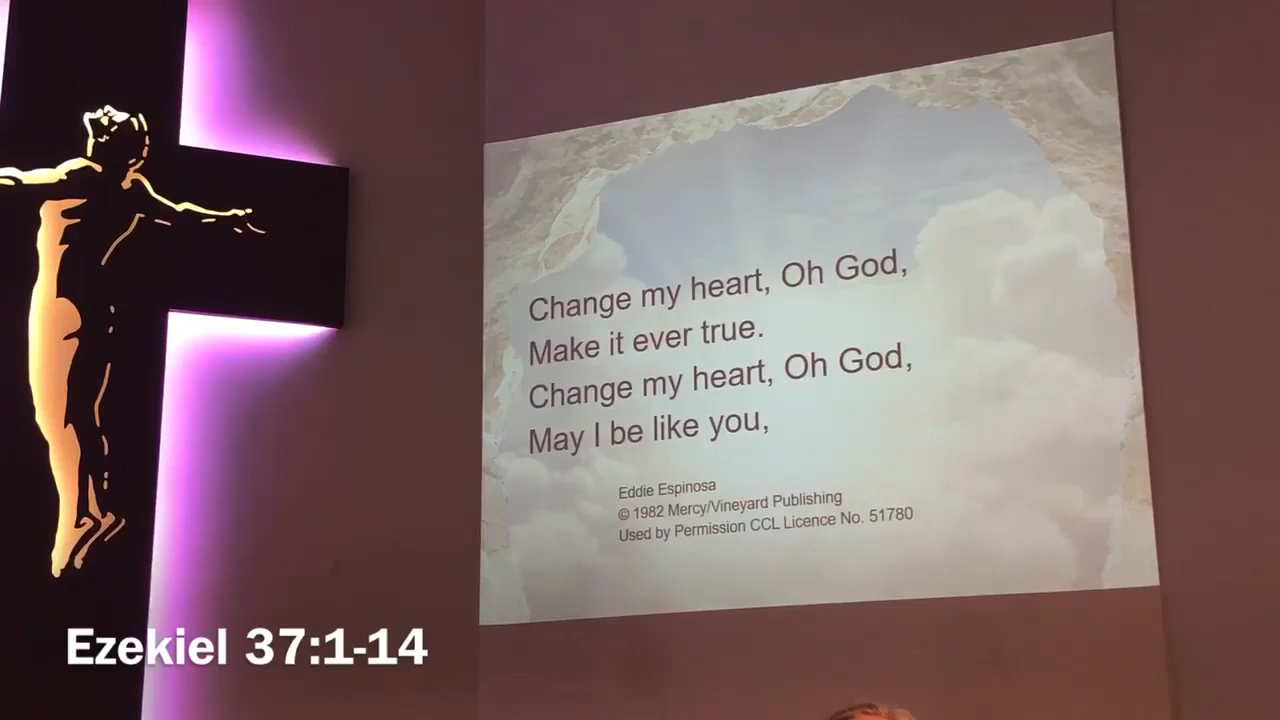 Change my heart, Oh God,
Make it ever true.
Change my heart, Oh God,
May I be like you,
Eddie Espinosa
© 1982 Mercy/Vineyard Publishing
Used by Permission CCL Licence No. 51780
Ezekiel 37:1-14